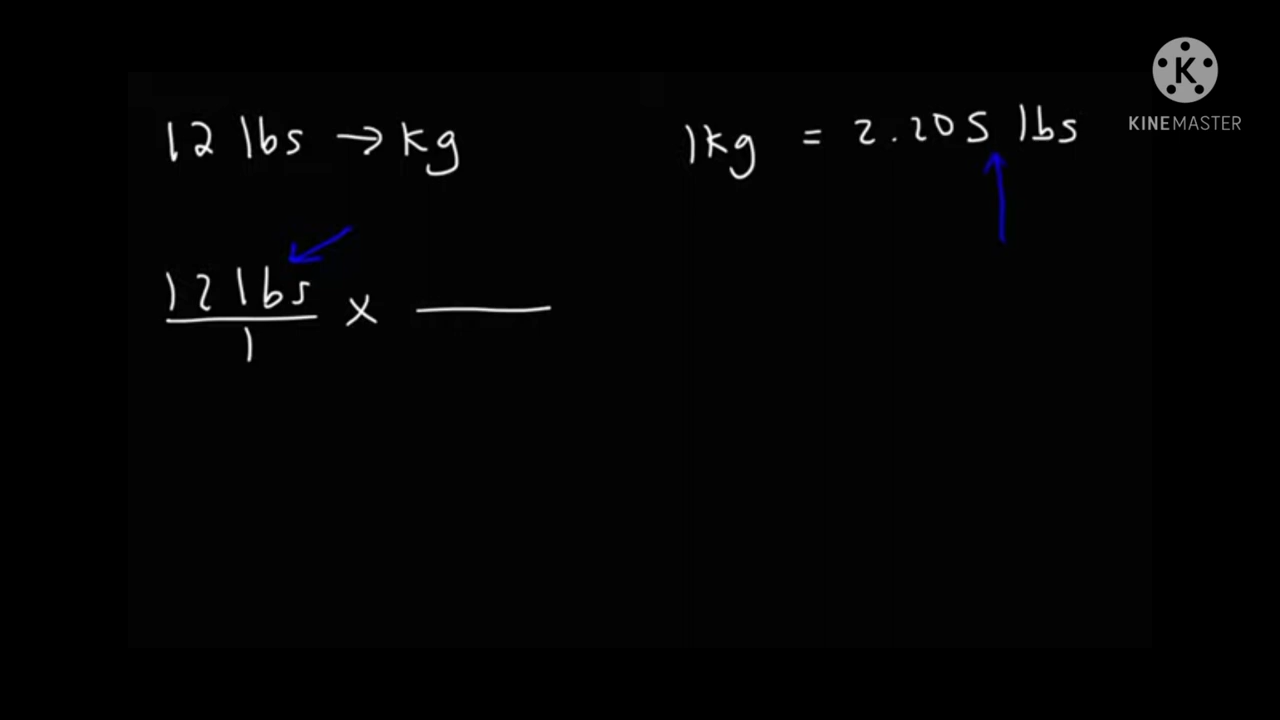 12 lbs → kg
1kg = 2.205 lbs
K
KINEMASTER
12 lbs
1
x